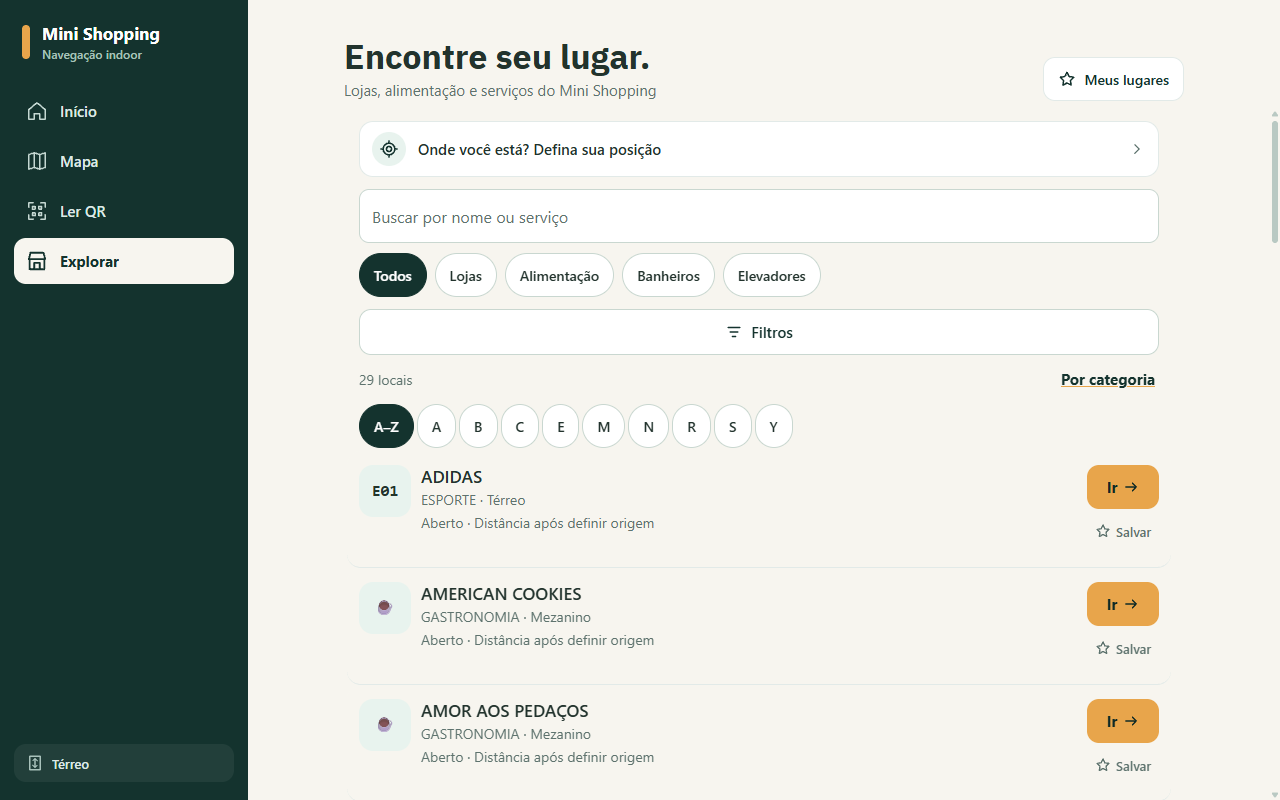 Mini Shopping
Navegação indoor
Início
Mapa
Ler QR
Explorar
Térreo
Encontre seu lugar.
Lojas, alimentação e serviços do Mini Shopping
Meus lugares
Onde você está? Defina sua posição
Buscar por nome ou serviço
Todos Lojas Alimentação Banheiros Elevadores
Filtros
29 locais Por categoria
A–Z A B C E M N R S Y
E01
ADIDAS
ESPORTE · Térreo
Aberto · Distância após definir origem
Ir →
Salvar
AMERICAN COOKIES
GASTRONOMIA · Mezanino
Aberto · Distância após definir origem
Ir →
Salvar
AMOR AOS PEDAÇOS
GASTRONOMIA · Mezanino
Aberto · Distância após definir origem
Ir →
Salvar